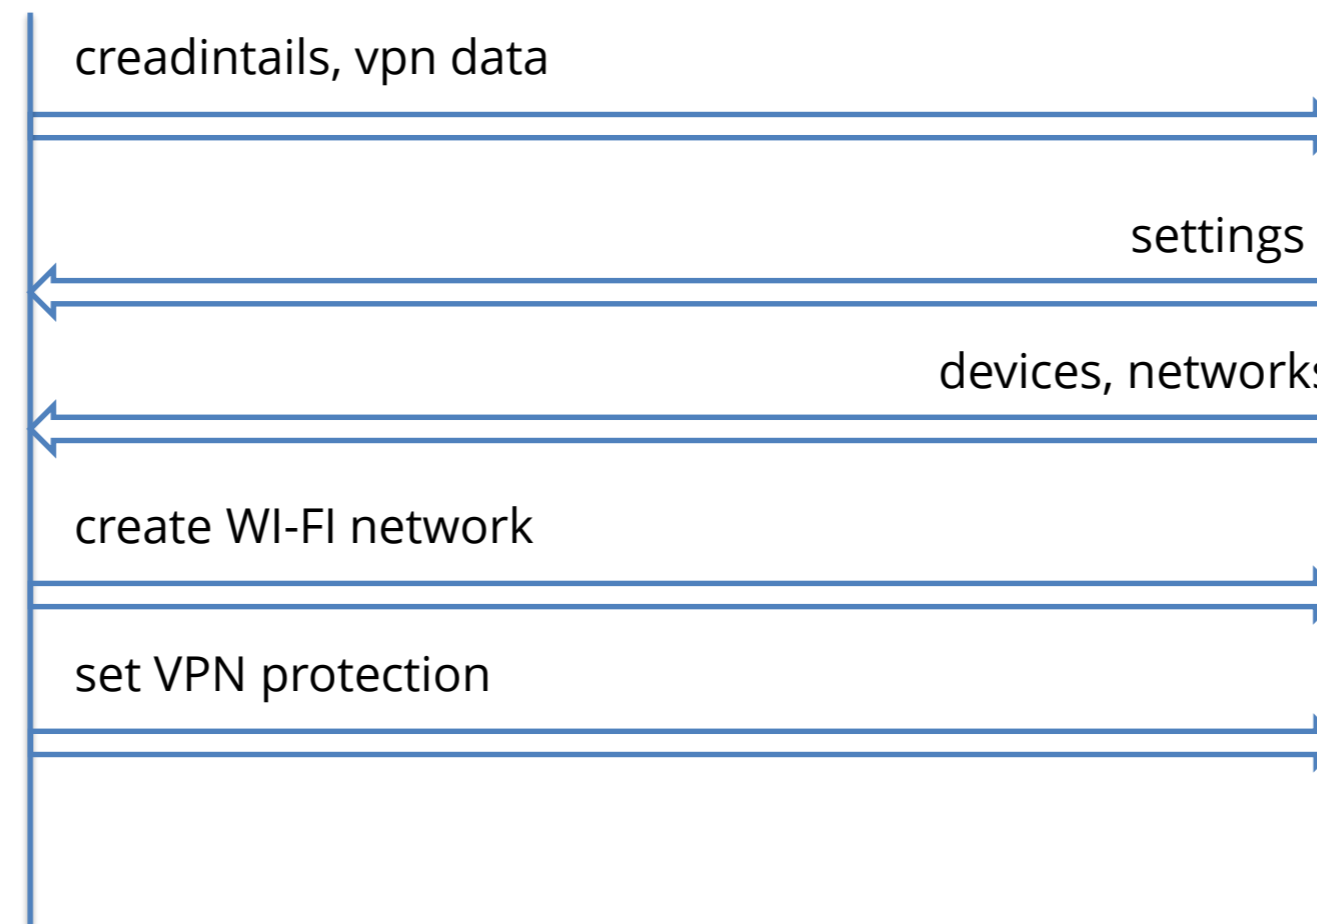 creadintails, vpn data
settings
devices, networks
create WI-FI network
set VPN protection